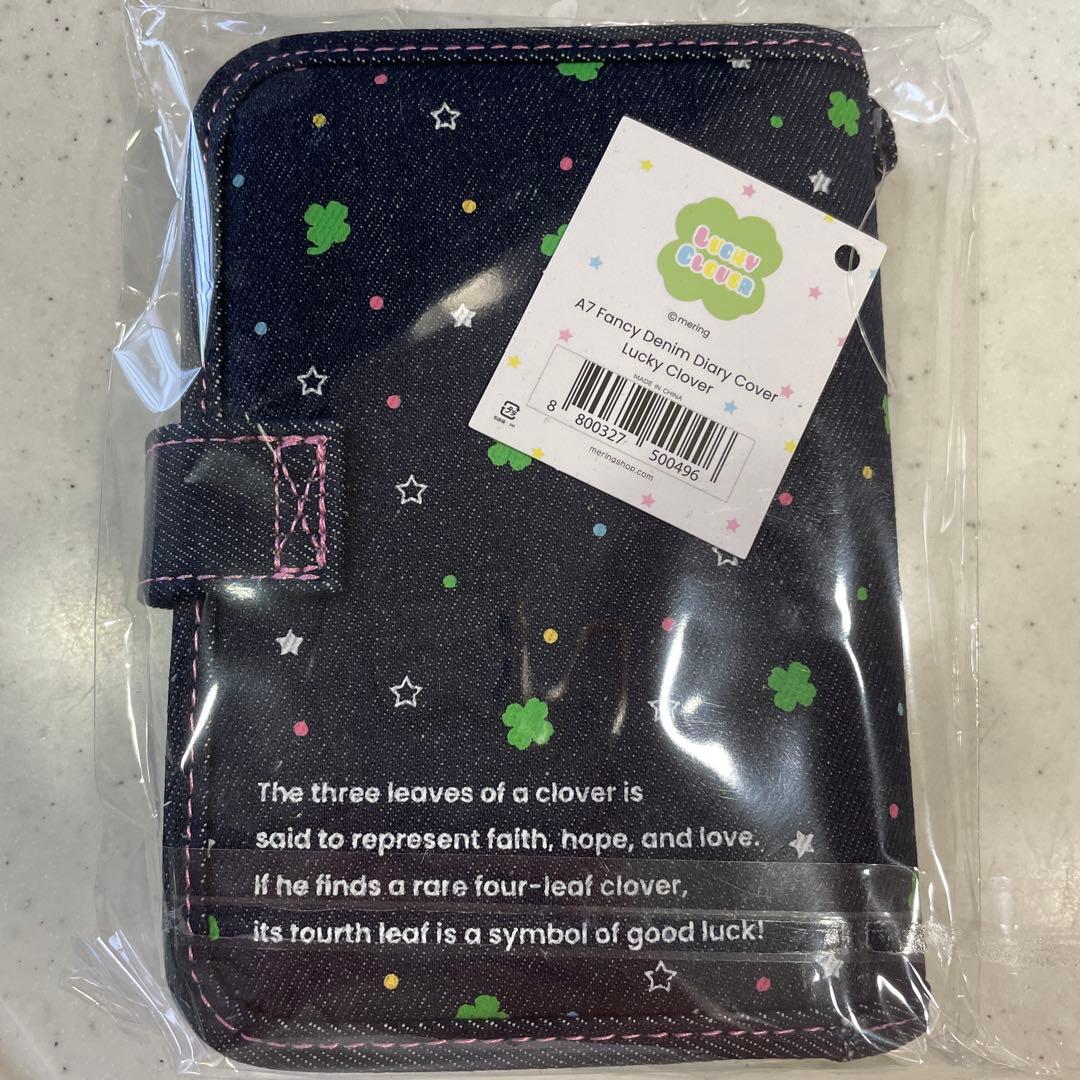 LUCKY
CLOVER
©mering
A7 Fancy Denim Diary Cover
Lucky Clover
MADE IN CHINA
8 800327 500496
meringshop.com
The three leaves of a clover is
said to represent faith, hope, and love.
If he finds a rare four-leaf clover,
its fourth leaf is a symbol of good luck!